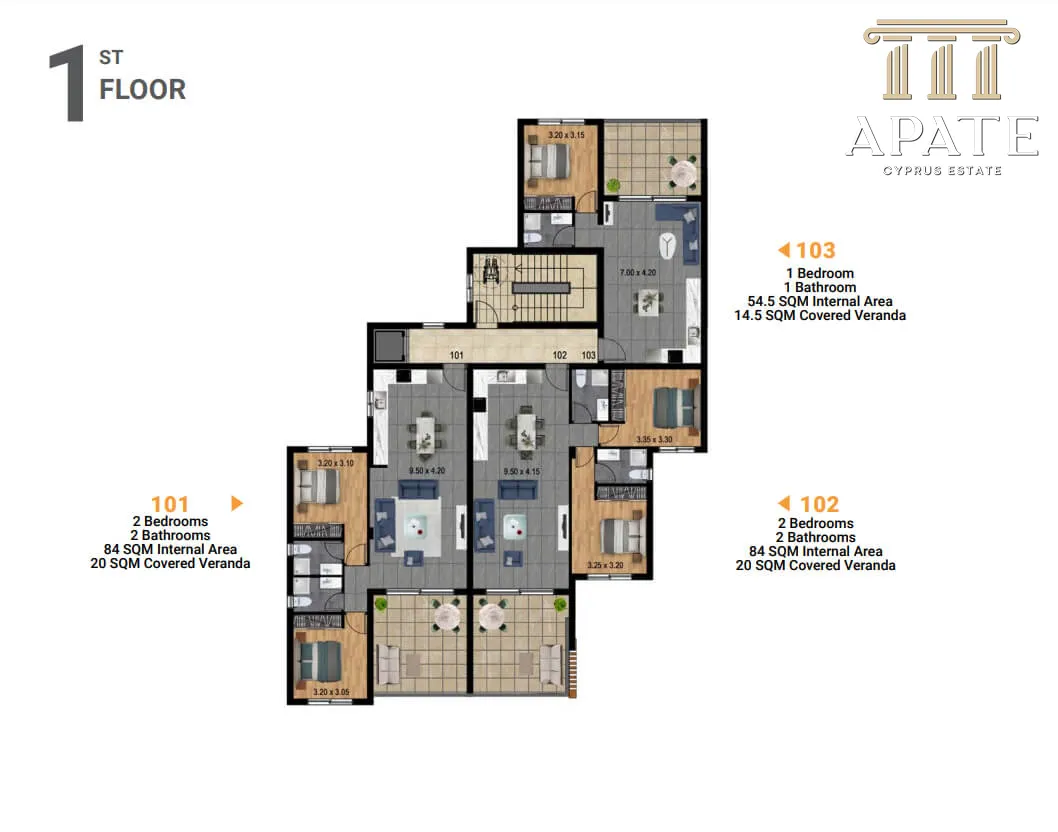 1 ST
FLOOR
APATE
CYPRUS ESTATE
3.20 x 3.15
7.00 x 4.20
103
1 Bedroom
1 Bathroom
54.5 SQM Internal Area
14.5 SQM Covered Veranda
101
102
103
3.35 x 3.30
3.20 x 3.10
9.50 x 4.20
9.50 x 4.15
101
2 Bedrooms
2 Bathrooms
84 SQM Internal Area
20 SQM Covered Veranda
102
2 Bedrooms
2 Bathrooms
84 SQM Internal Area
20 SQM Covered Veranda
3.25 x 3.20
3.20 x 3.05